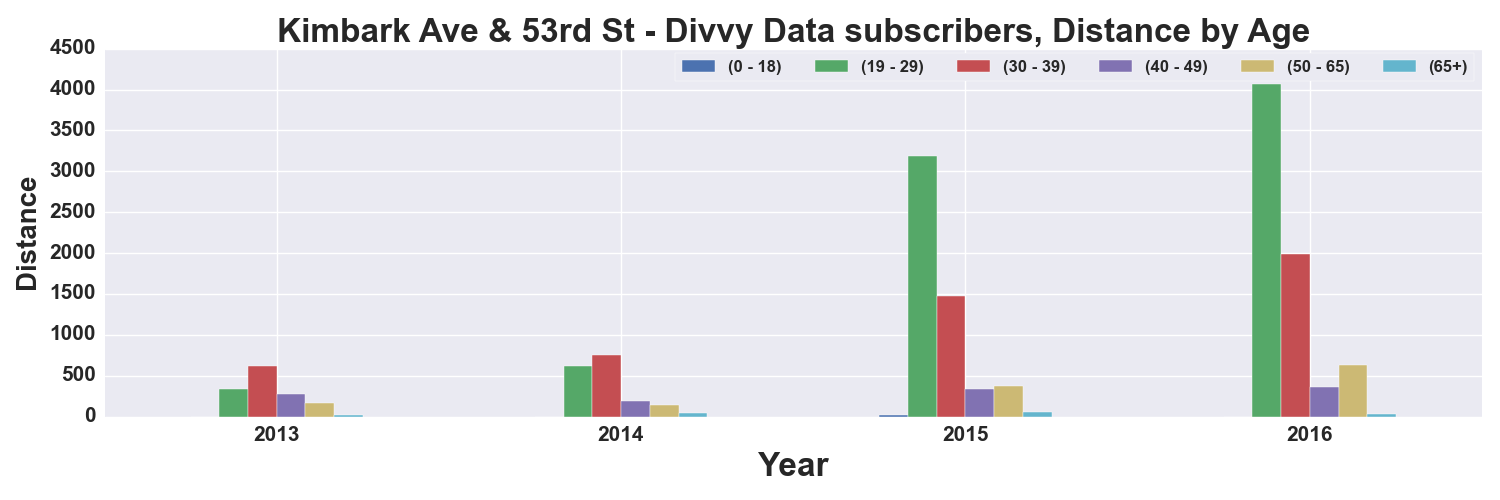 Kimbark Ave & 53rd St - Divvy Data subscribers, Distance by Age
(0 - 18) (19 - 29) (30 - 39) (40 - 49) (50 - 65) (65+)
4500
4000
3500
3000
2500
2000
1500
1000
500
0
Distance
2013 2014 2015 2016
Year